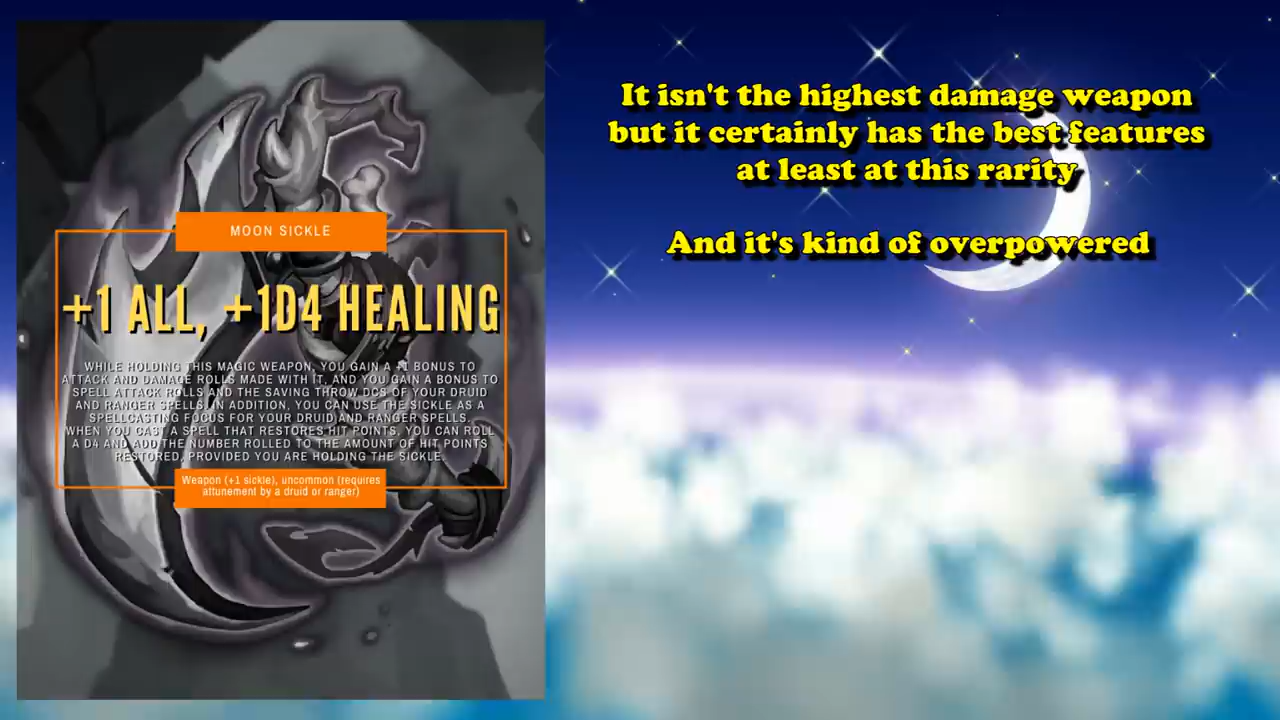 MOON SICKLE
+1 ALL, +1D4 HEALING
WHILE HOLDING THIS MAGIC WEAPON, YOU GAIN A +1 BONUS TO
ATTACK AND DAMAGE ROLLS MADE WITH IT, AND YOU GAIN A BONUS TO
SPELL ATTACK ROLLS AND THE SAVING THROW DCS OF YOUR DRUID
AND RANGER SPELLS. IN ADDITION, YOU CAN USE THE SICKLE AS A
SPELLCASTING FOCUS FOR YOUR DRUID AND RANGER SPELLS.
WHEN YOU CAST A SPELL THAT RESTORES HIT POINTS, YOU CAN ROLL
A D4 AND ADD THE NUMBER ROLLED TO THE AMOUNT OF HIT POINTS
RESTORED, PROVIDED YOU ARE HOLDING THE SICKLE.
Weapon (+1 sickle), uncommon (requires
attunement by a druid or ranger)
It isn't the highest damage weapon
but it certainly has the best features
at least at this rarity
And it's kind of overpowered